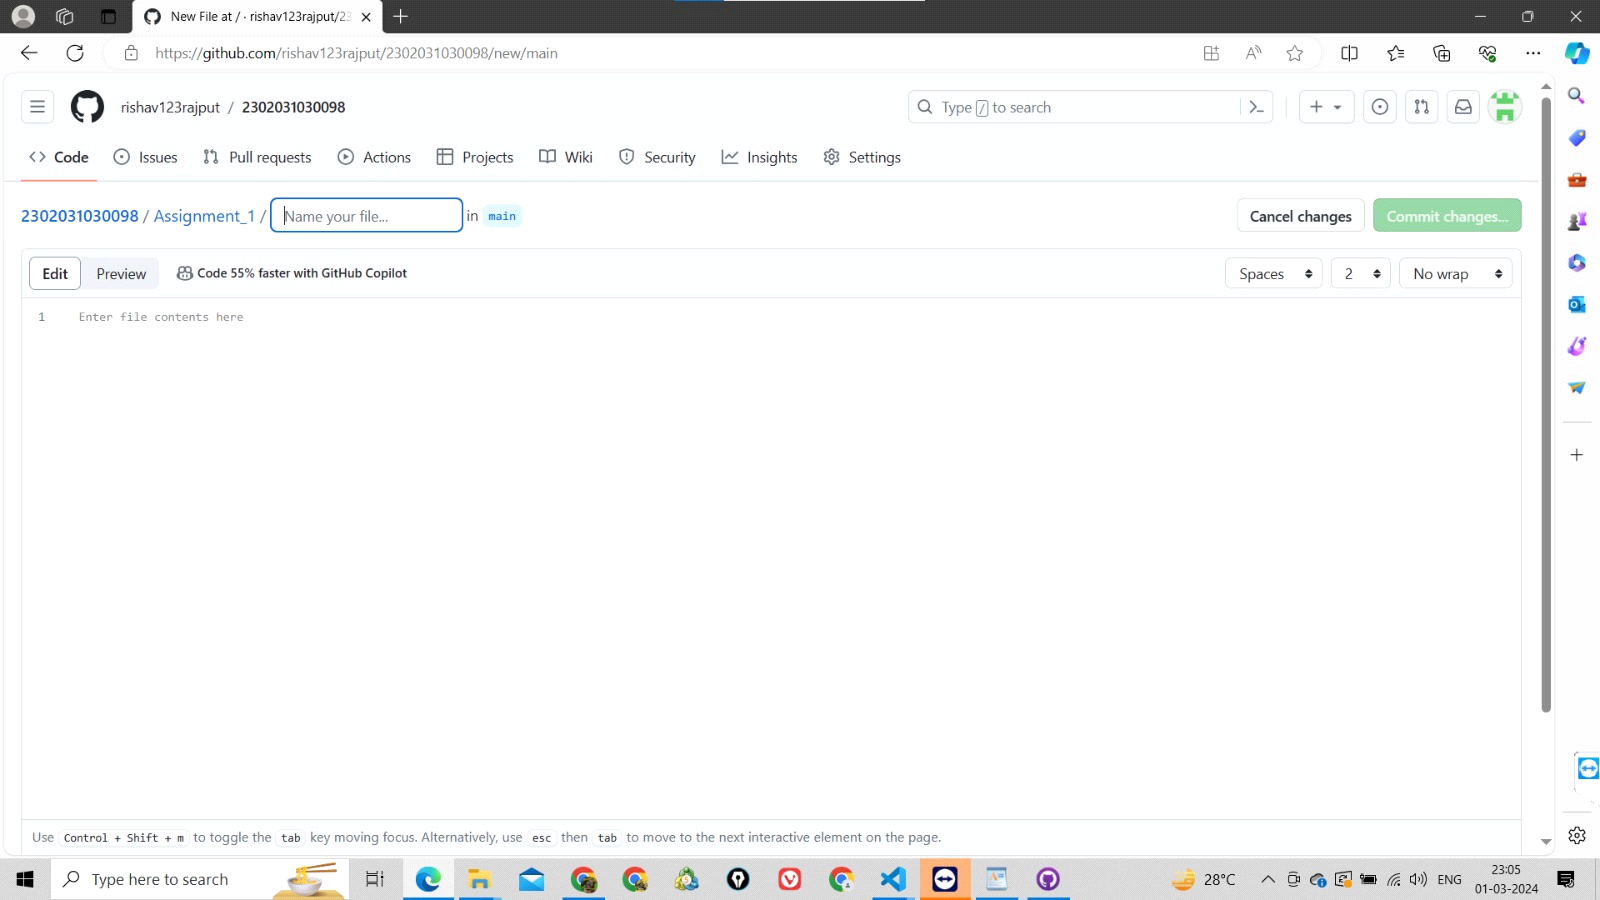 New File at / · rishav123rajput/23
https://github.com/rishav123rajput/2302031030098/new/main
rishav123rajput / 2302031030098
Type / to search
Code Issues Pull requests Actions Projects Wiki Security Insights Settings
2302031030098 / Assignment_1 / Name your file... in main
Cancel changes Commit changes...
Edit Preview Code 55% faster with GitHub Copilot Spaces 2 No wrap
1 Enter file contents here
Use Control + Shift + m to toggle the tab key moving focus. Alternatively, use esc then tab to move to the next interactive element on the page.
Type here to search
28°C
ENG
23:05
01-03-2024